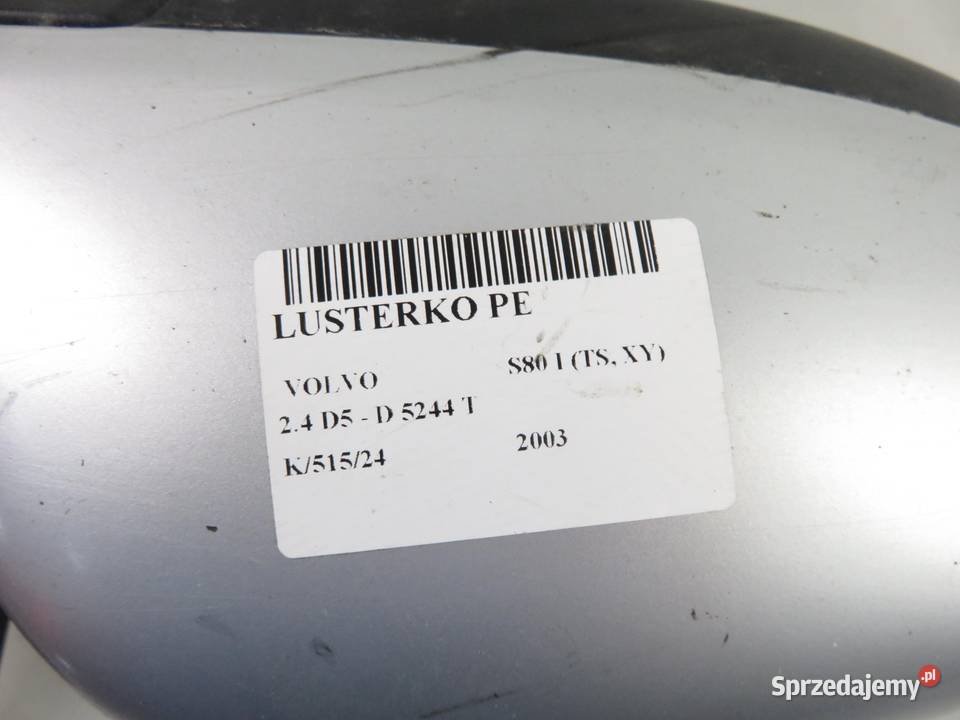 LUSTERKO PE
VOLVO S80 I (TS, XY)
2.4 D5 - D 5244 T
K/515/24 2003
Sprzedajemy.pl